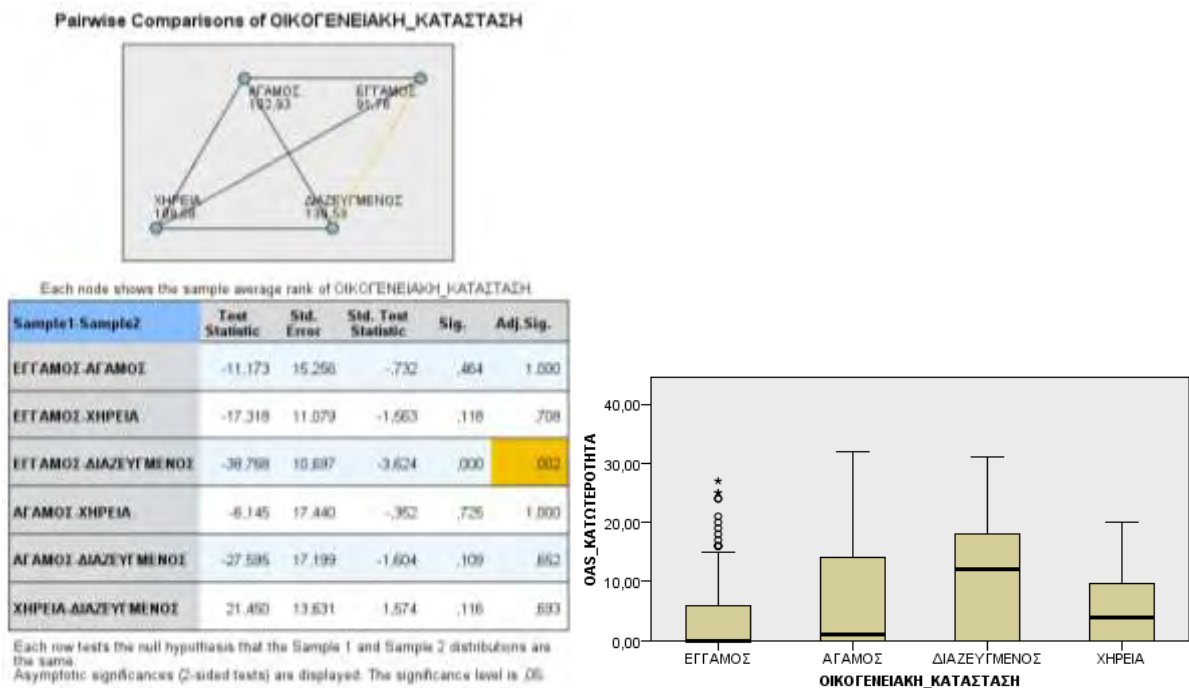 Pairwise Comparisons of ΟΙΚΟΓΕΝΕΙΑΚΗ_ΚΑΤΑΣΤΑΣΗ
ΑΓΑΜΟΣ ΕΓΓΑΜΟΣ
ΧΗΡΕΙΑ ΔΙΑΖΕΥΓΜΕΝΟΣ
Each node shows the sample average rank of ΟΙΚΟΓΕΝΕΙΑΚΗ_ΚΑΤΑΣΤΑΣΗ.
Sample1-Sample2 Test Statistic Std. Error Std. Test Statistic Sig. Adj.Sig.
ΕΓΓΑΜΟΣ-ΑΓΑΜΟΣ -11,173 15,256 -,732 ,464 1,000
ΕΓΓΑΜΟΣ-ΧΗΡΕΙΑ -17,318 11,079 -1,563 ,118 ,708
ΕΓΓΑΜΟΣ-ΔΙΑΖΕΥΓΜΕΝΟΣ -38,768 10,697 -3,624 ,000 ,002
ΑΓΑΜΟΣ-ΧΗΡΕΙΑ -6,145 17,440 -,352 ,725 1,000
ΑΓΑΜΟΣ-ΔΙΑΖΕΥΓΜΕΝΟΣ -27,595 17,199 -1,604 ,109 ,652
ΧΗΡΕΙΑ-ΔΙΑΖΕΥΓΜΕΝΟΣ 21,450 13,631 1,574 ,116 ,693
Each row tests the null hypothesis that the Sample 1 and Sample 2 distributions are
the same.
Asymptotic significances (2-sided tests) are displayed. The significance level is ,05.
OAS_ΚΑΤΩΤΕΡΟΤΗΤΑ
40,00
30,00
20,00
10,00
0,00
ΕΓΓΑΜΟΣ ΑΓΑΜΟΣ ΔΙΑΖΕΥΓΜΕΝΟΣ ΧΗΡΕΙΑ
ΟΙΚΟΓΕΝΕΙΑΚΗ_ΚΑΤΑΣΤΑΣΗ